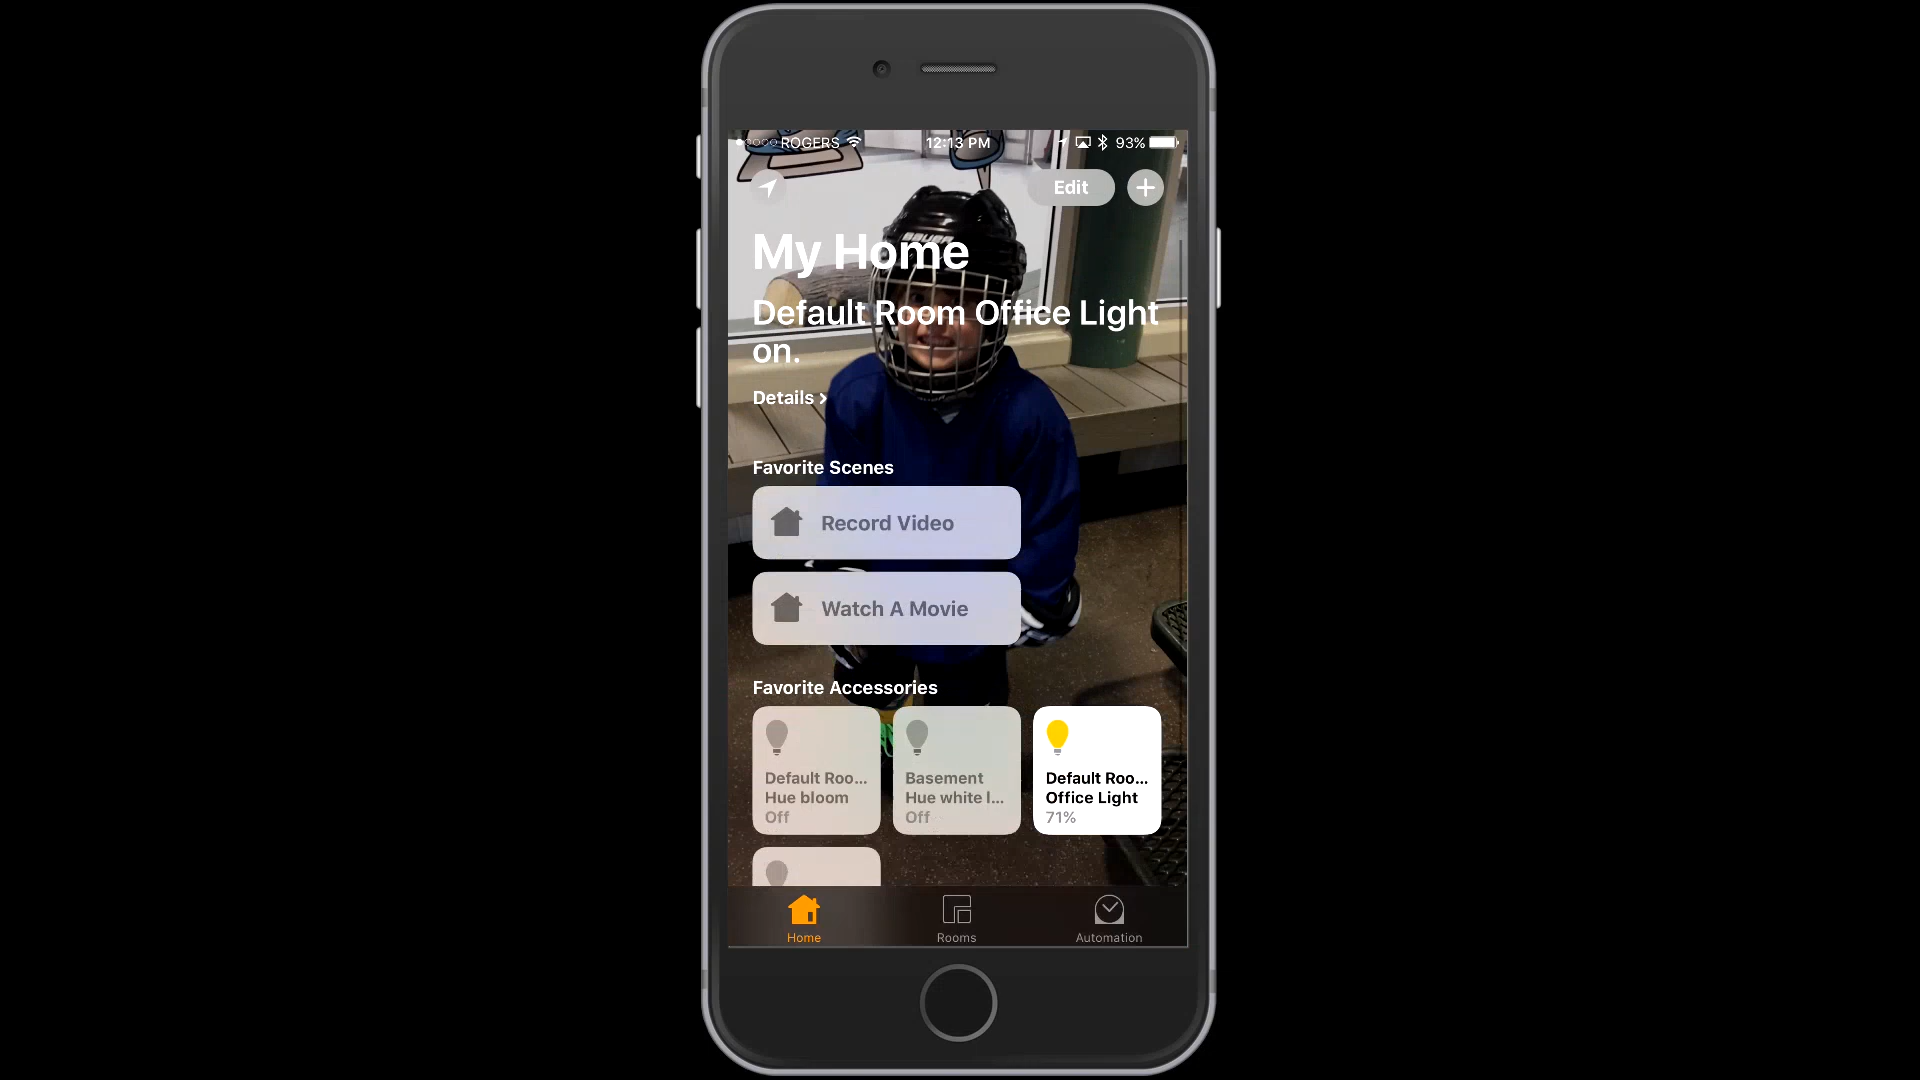 ROGERS 12:13 PM 93%
Edit
BAUER
My Home
Default Room Office Light
on.
Details
Favorite Scenes
Record Video
Watch A Movie
Favorite Accessories
Default Roo...
Hue bloom
Off
Basement
Hue white l...
Off
Default Roo...
Office Light
71%
Home
Rooms
Automation